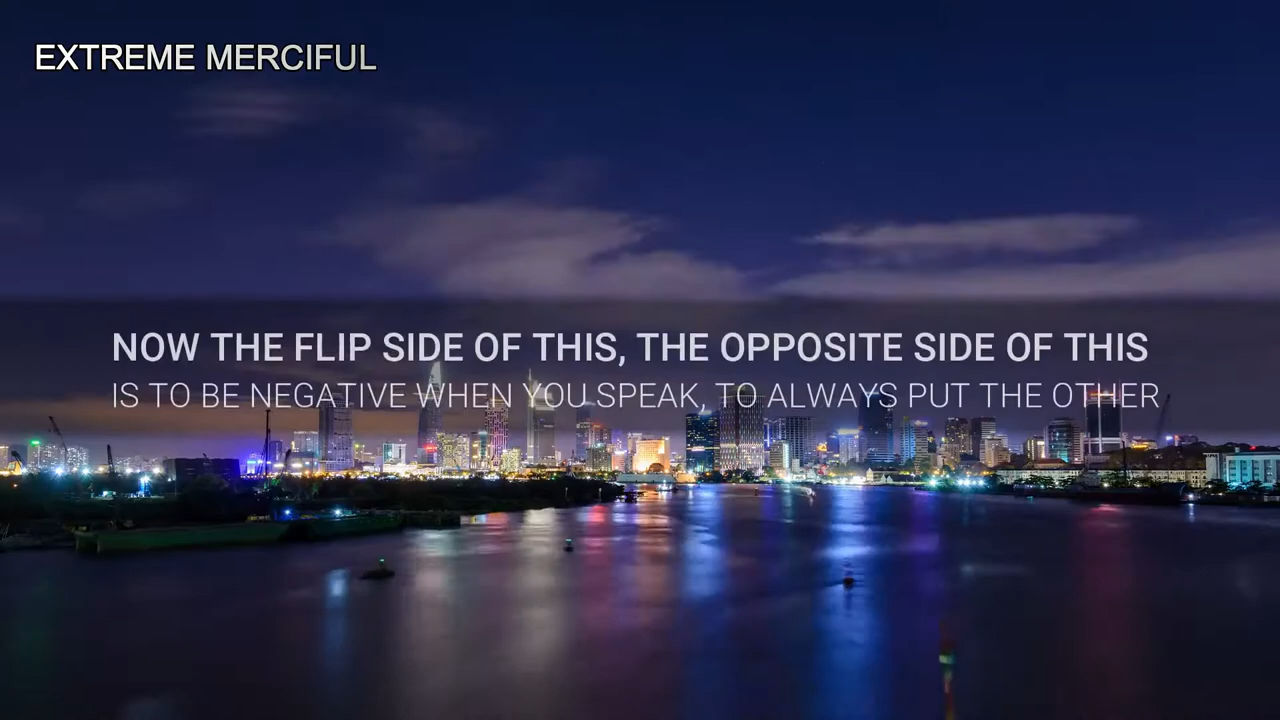 EXTREME MERCIFUL
NOW THE FLIP SIDE OF THIS, THE OPPOSITE SIDE OF THIS
IS TO BE NEGATIVE WHEN YOU SPEAK, TO ALWAYS PUT THE OTHER